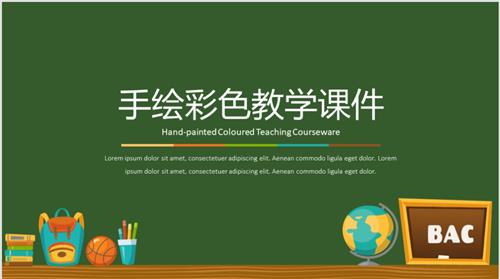 手绘彩色教学课件
Hand-painted Coloured Teaching Courseware
Lorem ipsum dolor sit amet, consectetuer adipiscing elit. Aenean commodo ligula eget dolor. Lorem
ipsum dolor sit amet, consectetuer adipiscing elit. Aenean commodo ligula eget dolor.
BAC